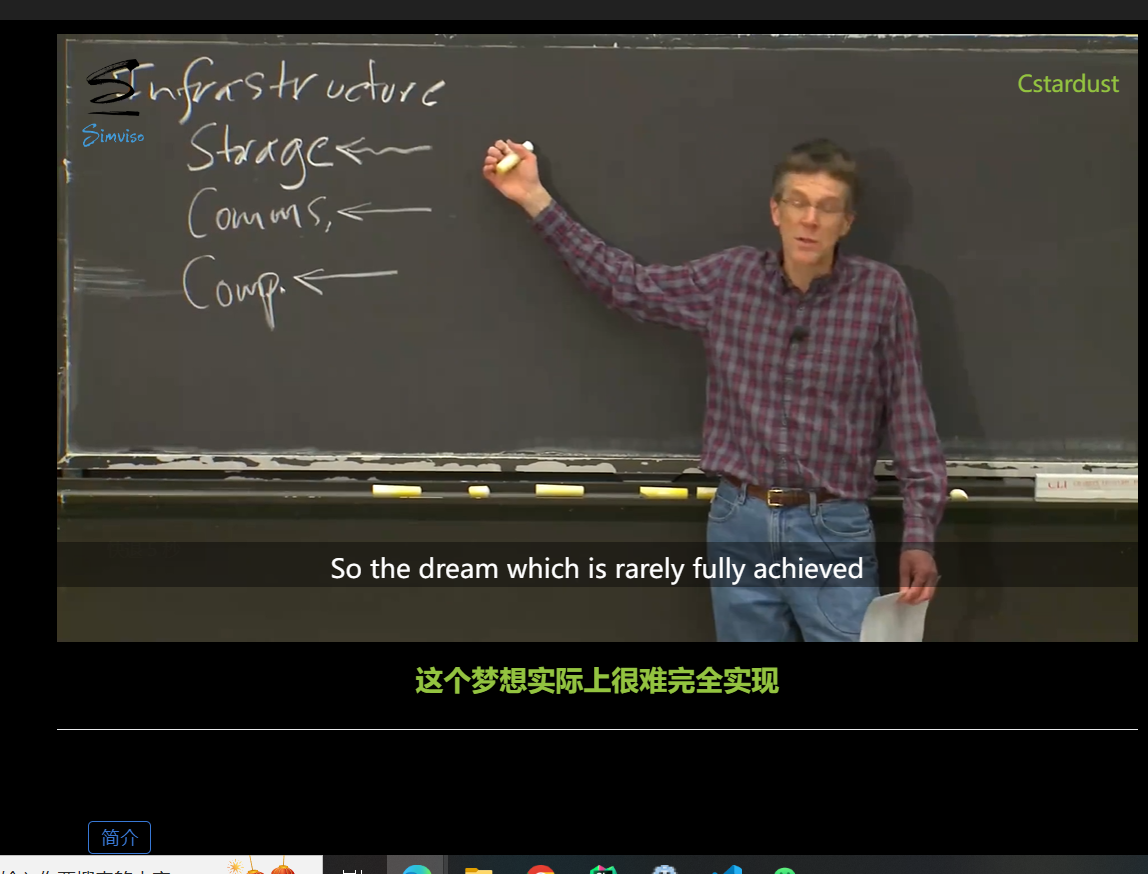 Infrastructure
Simviso
Cstardust
Storage
Comms,
Comp.
So the dream which is rarely fully achieved
这个梦想实际上很难完全实现
简介